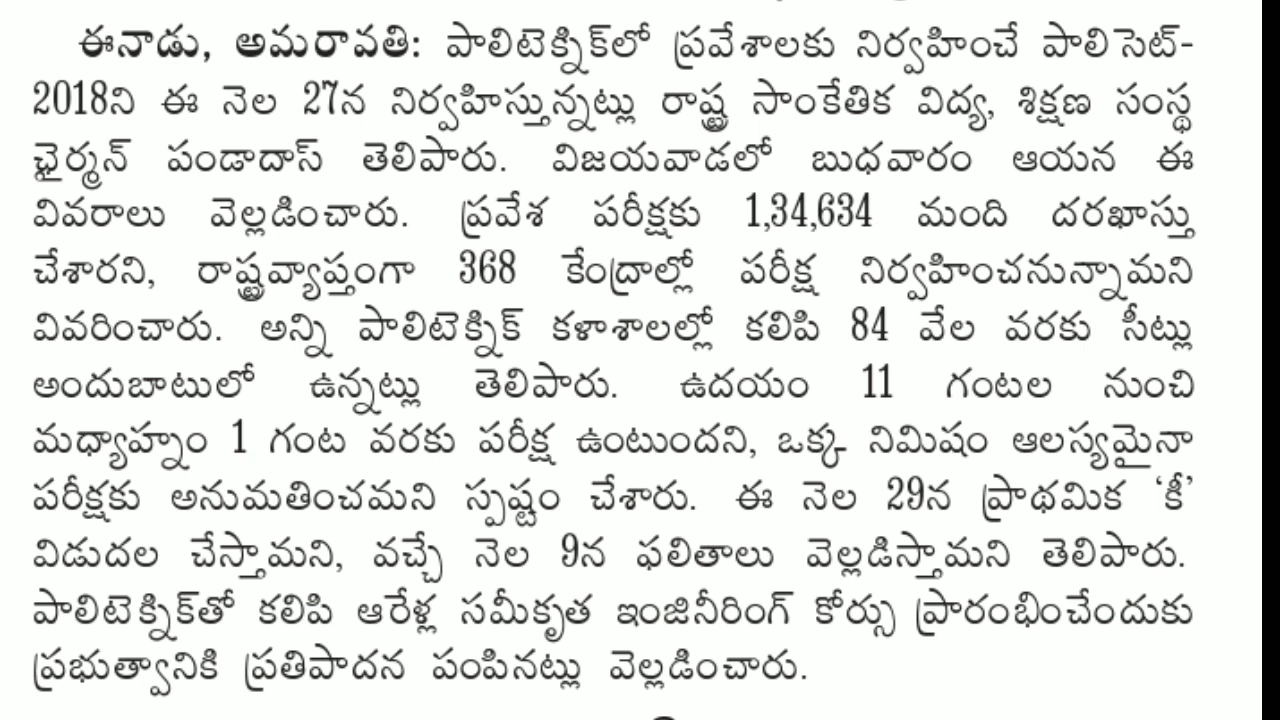 ఈనాడు, అమరావతి: పాలిటెక్నిక్‌లో ప్రవేశాలకు నిర్వహించే పాలిసెట్-
2018ని ఈ నెల 27న నిర్వహిస్తున్నట్లు రాష్ట్ర సాంకేతిక విద్య, శిక్షణ సంస్థ
ఛైర్మన్ పండాదాస్ తెలిపారు. విజయవాడలో బుధవారం ఆయన ఈ
వివరాలు వెల్లడించారు. ప్రవేశ పరీక్షకు 1,34,634 మంది దరఖాస్తు
చేశారని, రాష్ట్రవ్యాప్తంగా 368 కేంద్రాల్లో పరీక్ష నిర్వహించనున్నామని
వివరించారు. అన్ని పాలిటెక్నిక్ కళాశాలల్లో కలిపి 84 వేల వరకు సీట్లు
అందుబాటులో ఉన్నట్లు తెలిపారు. ఉదయం 11 గంటల నుంచి
మధ్యాహ్నం 1 గంట వరకు పరీక్ష ఉంటుందని, ఒక్క నిమిషం ఆలస్యమైనా
పరీక్షకు అనుమతించమని స్పష్టం చేశారు. ఈ నెల 29న ప్రాథమిక ‘కీ’
విడుదల చేస్తామని, వచ్చే నెల 9న ఫలితాలు వెల్లడిస్తామని తెలిపారు.
పాలిటెక్నిక్‌తో కలిపి ఆరేళ్ల సమీకృత ఇంజినీరింగ్ కోర్సు ప్రారంభించేందుకు
ప్రభుత్వానికి ప్రతిపాదన పంపినట్లు వెల్లడించారు.